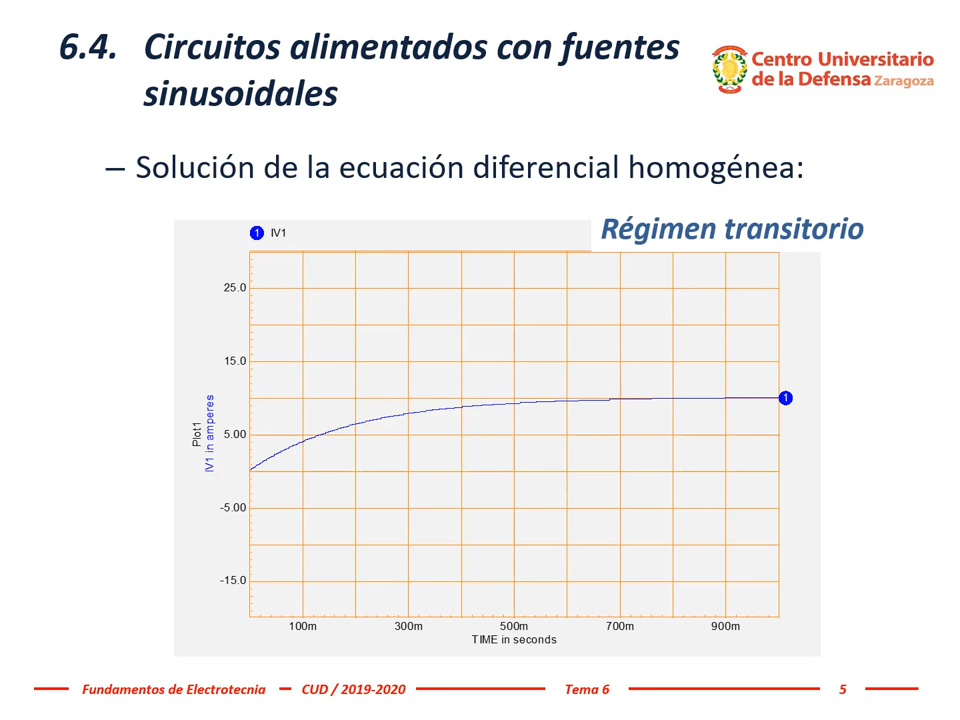 6.4. Circuitos alimentados con fuentes
sinusoidales
Centro Universitario
de la Defensa Zaragoza
– Solución de la ecuación diferencial homogénea:
Régimen transitorio
1 IV1
25.0
15.0
5.00
-5.00
-15.0
Plot1
IV1 in amperes
1
100m 300m 500m 700m 900m
TIME in seconds
Fundamentos de Electrotecnia – CUD / 2019-2020 Tema 6 5